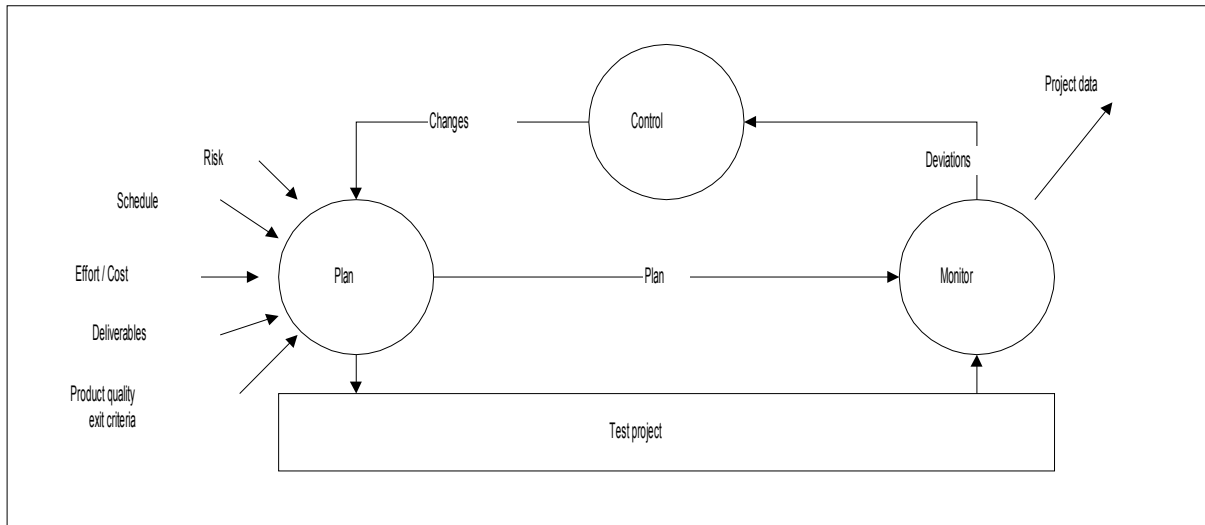 Project data
Changes
Control
Deviations
Risk
Schedule
Effort / Cost
Plan
Plan
Monitor
Deliverables
Product quality
exit criteria
Test project